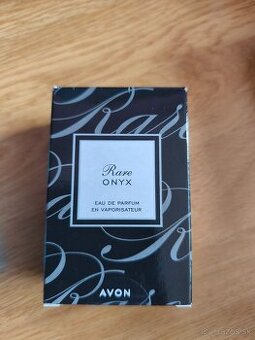 Rare
ONYX
EAU DE PARFUM
EN VAPORISATEUR
AVON